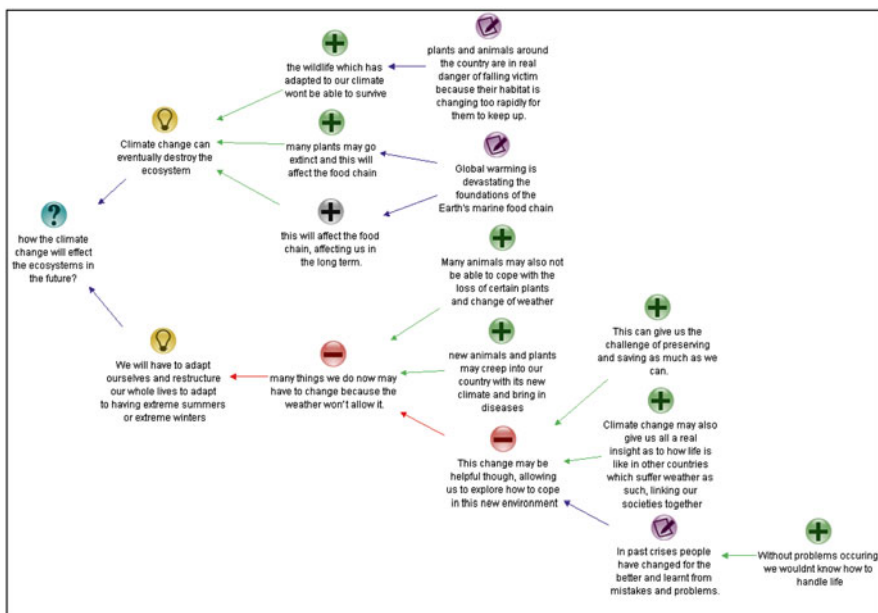 the wildlife which has
adapted to our climate
wont be able to survive
plants and animals around
the country are in real
danger of falling victim
because their habitat is
changing too rapidly for
them to keep up.
Climate change can
eventually destroy the
ecosystem
many plants may go
extinct and this will
affect the food chain
Global warming is
devastating the
foundations of the
Earth's marine food chain
?
how the climate
change will effect
the ecosystems in
the future?
this will affect the food
chain, affecting us in
the long term.
Many animals may also not
be able to cope with the
loss of certain plants
and change of weather
We will have to adapt
ourselves and restructure
our whole lives to adapt
to having extreme summers
or extreme winters
many things we do now may
have to change because the
weather won't allow it.
new animals and plants
may creep into our
country with its new
climate and bring in
diseases
This can give us the
challenge of preserving
and saving as much as we
can.
This change may be
helpful though, allowing
us to explore how to cope
in this new environment
Climate change may also
give us all a real
insight as to how life is
like in other countries
which suffer weather as
such, linking our
societies together
In past crises people
have changed for the
better and learnt from
mistakes and problems.
Without problems occuring
we wouldnt know how to
handle life